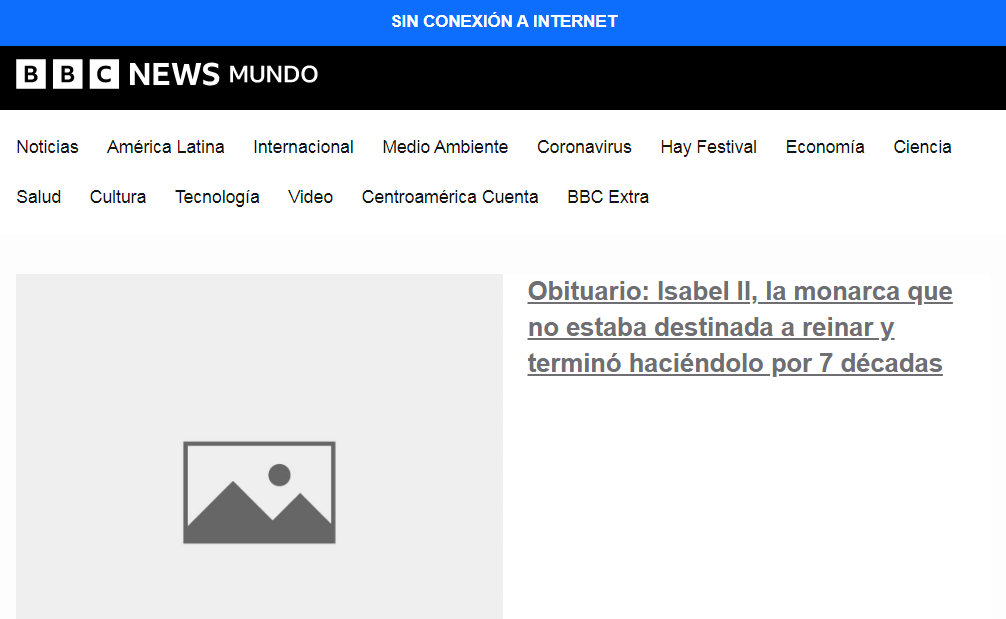 SIN CONEXIÓN A INTERNET
BBC NEWS MUNDO
Noticias América Latina Internacional Medio Ambiente Coronavirus Hay Festival Economía Ciencia
Salud Cultura Tecnología Video Centroamérica Cuenta BBC Extra
Obituario: Isabel II, la monarca que
no estaba destinada a reinar y
terminó haciéndolo por 7 décadas